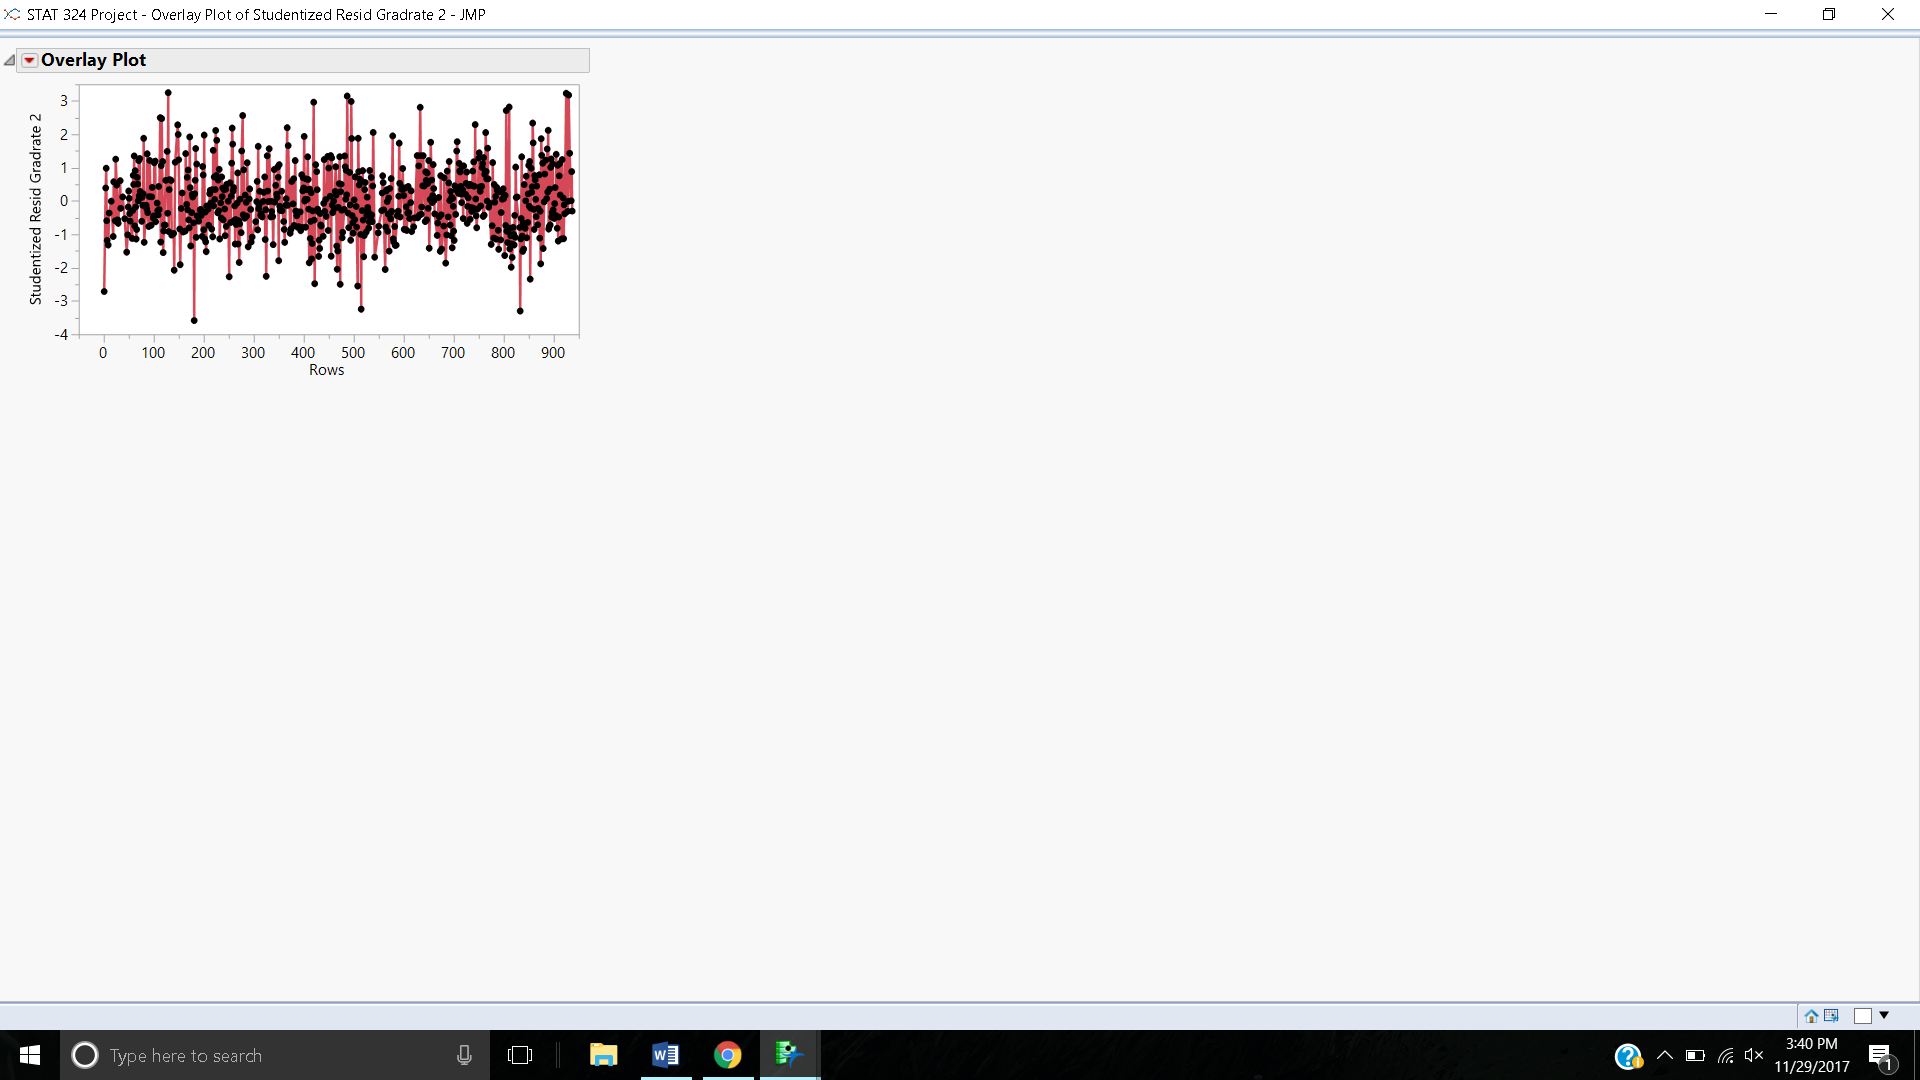 STAT 324 Project - Overlay Plot of Studentized Resid Gradrate 2 - JMP
Overlay Plot
Studentized Resid Gradrate 2
3
2
1
0
-1
-2
-3
-4
0 100 200 300 400 500 600 700 800 900
Rows
Type here to search
3:40 PM
11/29/2017
1